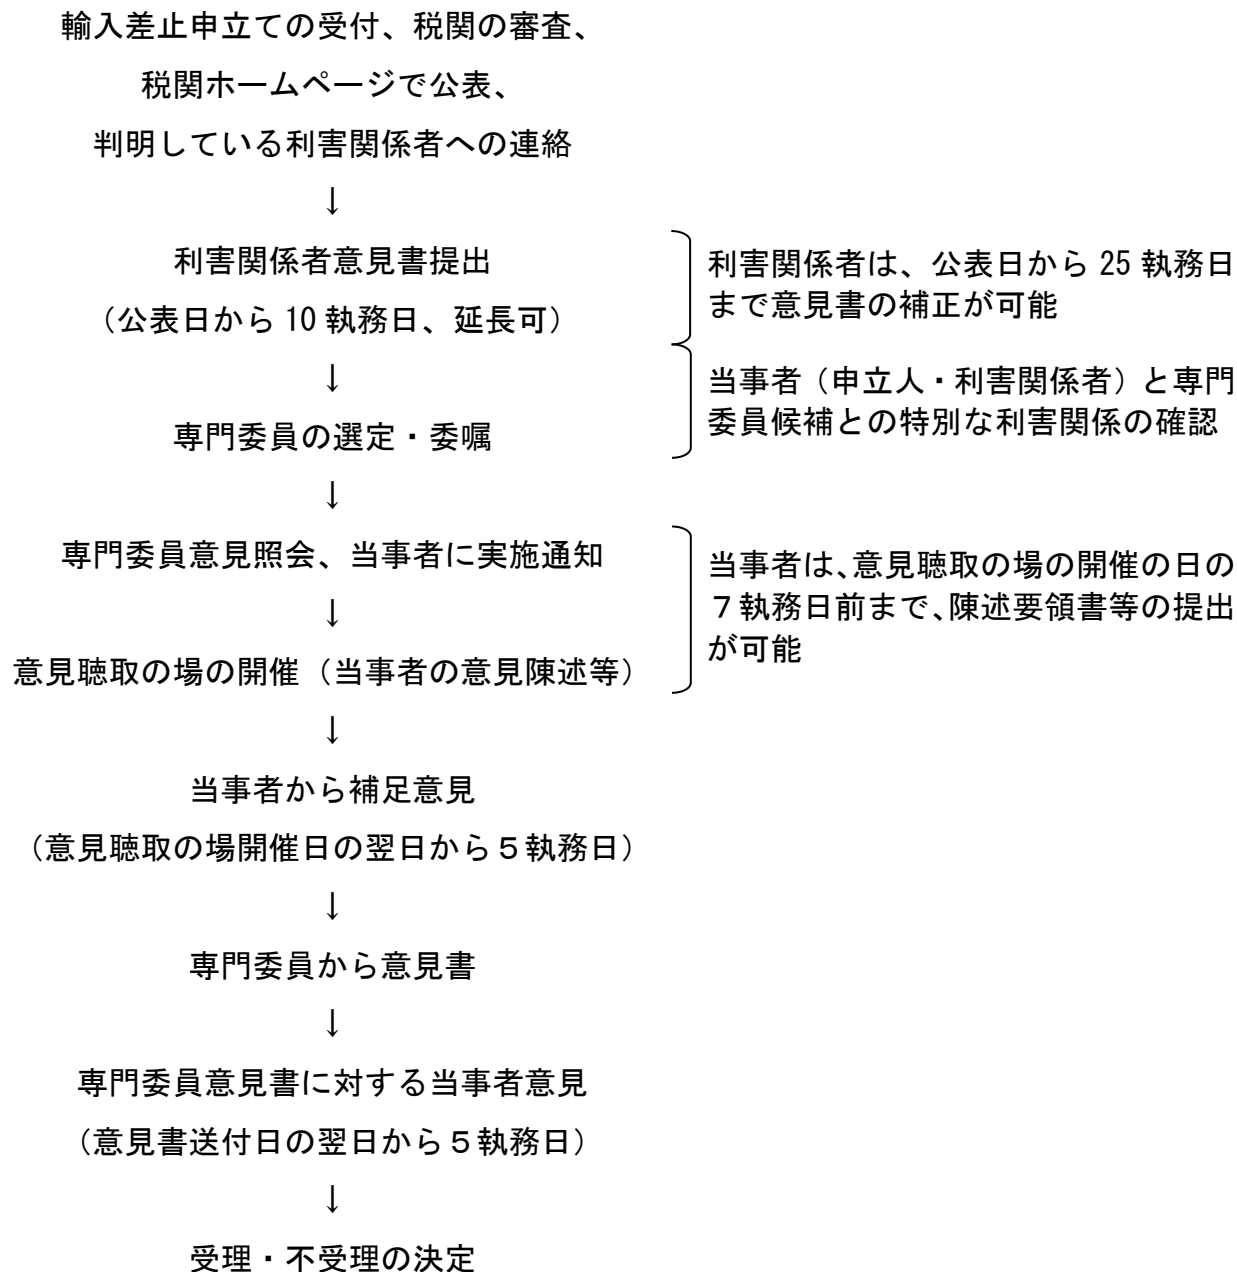 輸入差止申立ての受付、税関の審査、
税関ホームページで公表、
判明している利害関係者への連絡
↓
利害関係者意見書提出
（公表日から 10 執務日、延長可）
利害関係者は、公表日から 25 執務日
まで意見書の補正が可能
↓
当事者（申立人・利害関係者）と専門
委員候補との特別な利害関係の確認
専門委員の選定・委嘱
↓
専門委員意見照会、当事者に実施通知
↓
意見聴取の場の開催（当事者の意見陳述等）
当事者は、意見聴取の場の開催の日の
７執務日前まで、陳述要領書等の提出
が可能
↓
当事者から補足意見
（意見聴取の場開催日の翌日から５執務日）
↓
専門委員から意見書
↓
専門委員意見書に対する当事者意見
（意見書送付日の翌日から５執務日）
↓
受理・不受理の決定